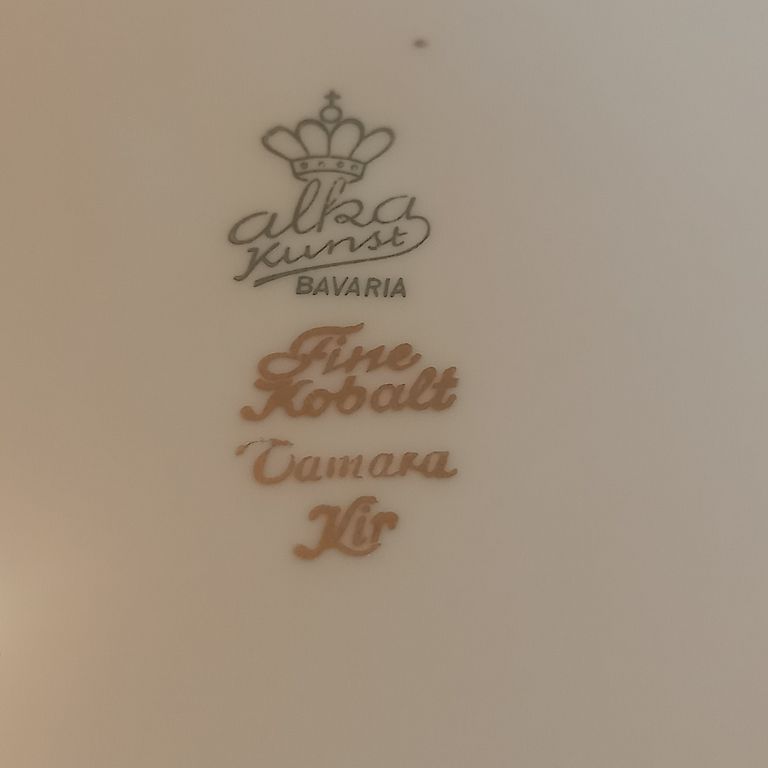 alka
Kunst
BAVARIA
Fine
Kobalt
Tamara
Kir